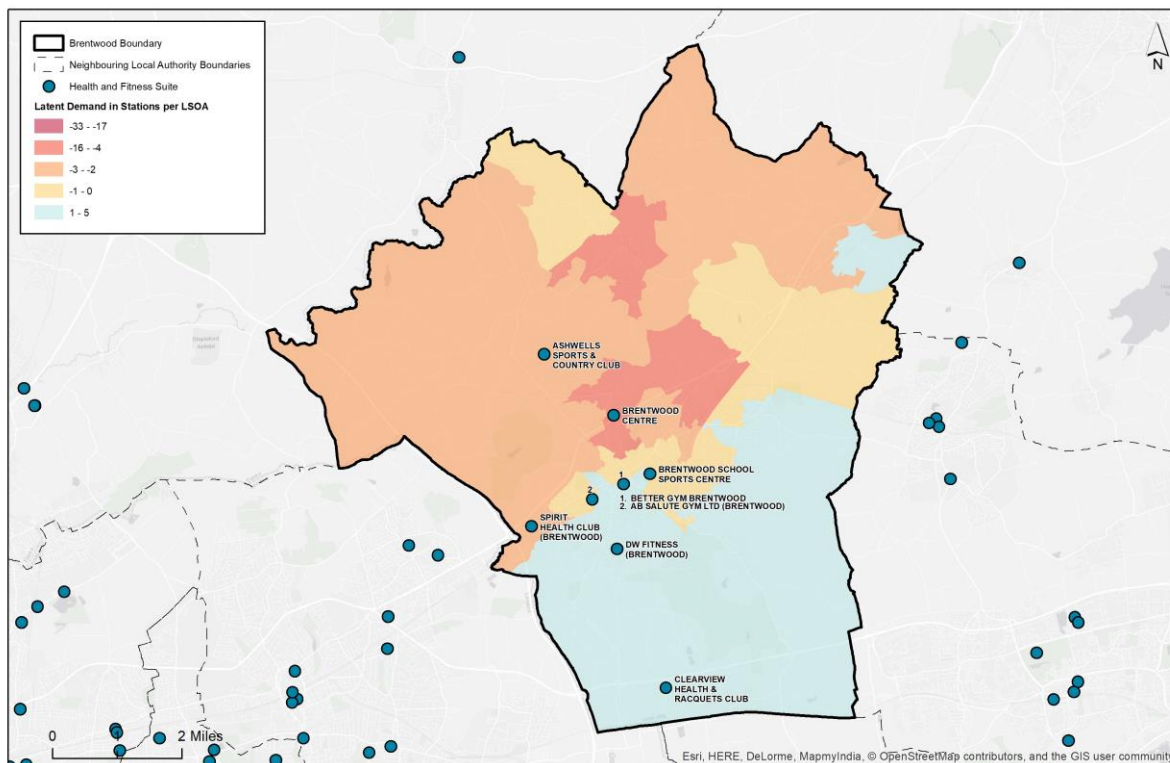 Brentwood Boundary
Neighbouring Local Authority Boundaries
Health and Fitness Suite
Latent Demand in Stations per LSOA
-33 - -17
-16 - -4
-3 - -2
-1 - 0
1 - 5
N
ASHWELLS
SPORTS &
COUNTRY CLUB
BRENTWOOD
CENTRE
BRENTWOOD SCHOOL
SPORTS CENTRE
1
2
1. BETTER GYM BRENTWOOD
2. AB SALUTE GYM LTD (BRENTWOOD)
SPIRIT
HEALTH CLUB
(BRENTWOOD)
DW FITNESS
(BRENTWOOD)
CLEARVIEW
HEALTH &
RACQUETS CLUB
0 1 2 Miles
Esri, HERE, DeLorme, MapmyIndia, © OpenStreetMap contributors, and the GIS user community